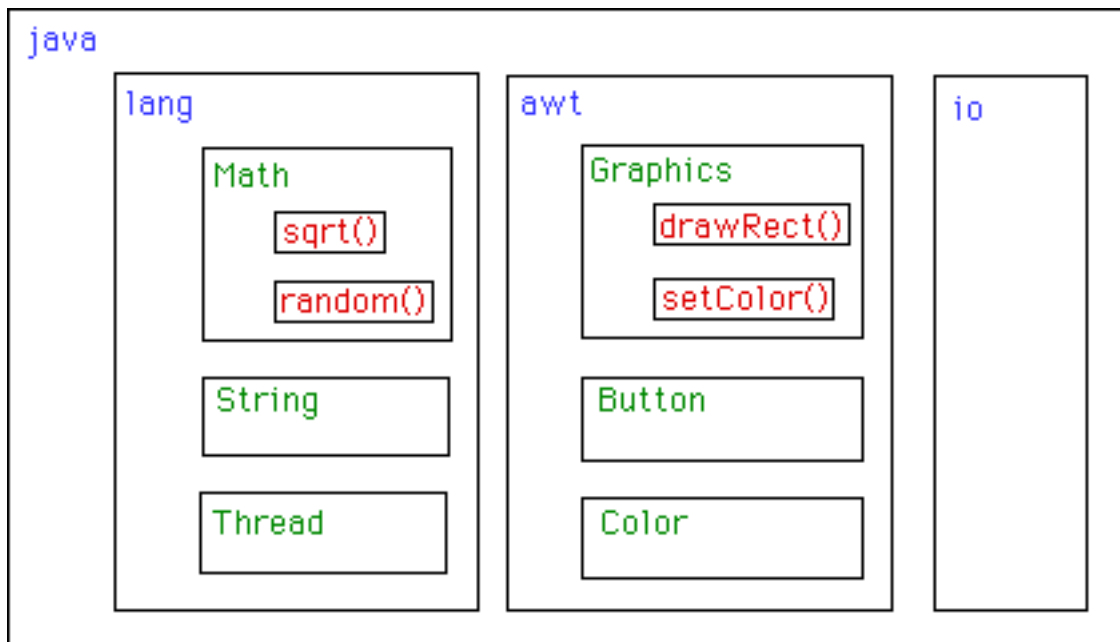 java
lang
Math
sqrt()
random()
String
Thread
awt
Graphics
drawRect()
setColor()
Button
Color
io